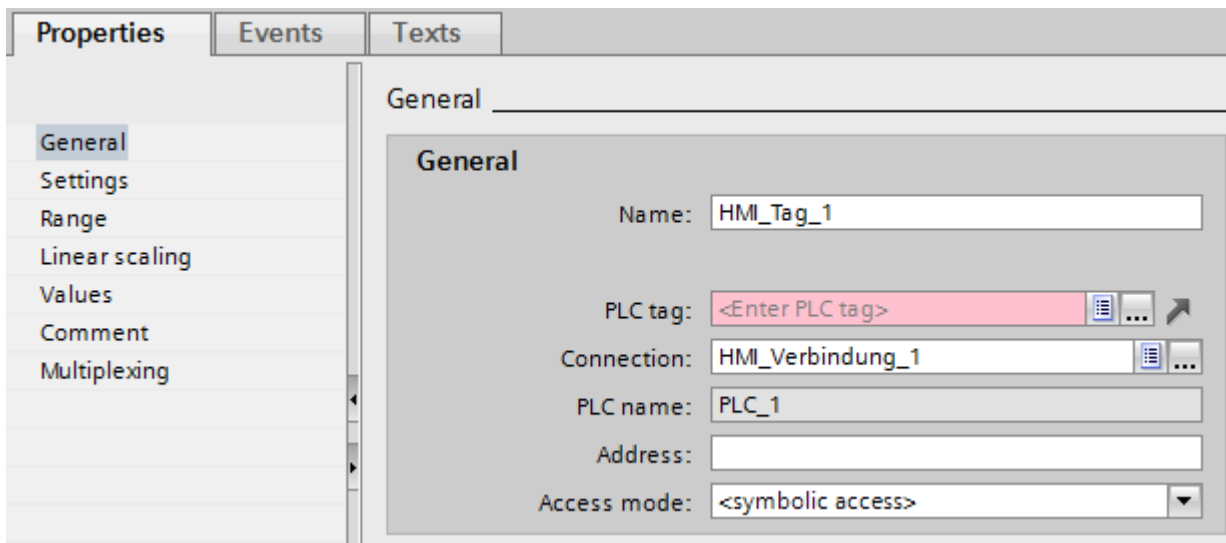 Properties Events Texts
General
General
Settings
Range
Linear scaling
Values
Comment
Multiplexing
General
Name: HMI_Tag_1
PLC tag: <Enter PLC tag>
Connection: HMI_Verbindung_1
PLC name: PLC_1
Address:
Access mode: <symbolic access>